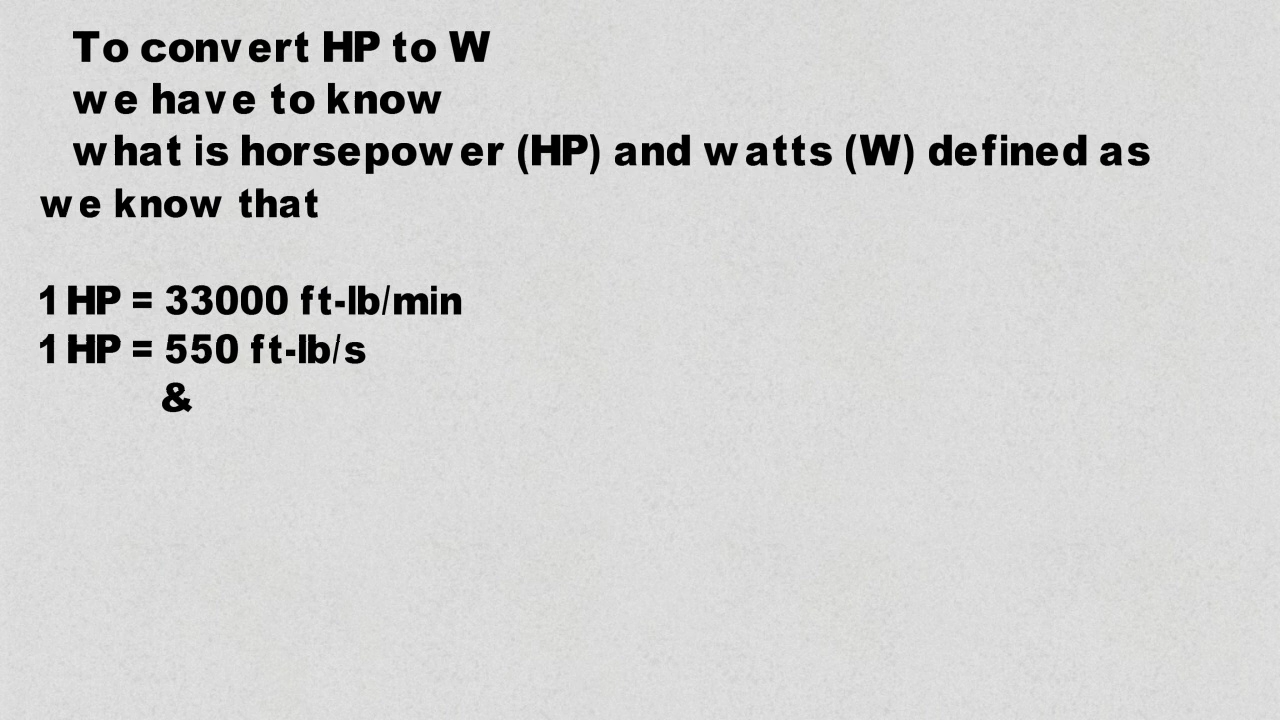 To convert HP to W
we have to know
what is horsepower (HP) and watts (W) defined as
we know that
1 HP = 33000 ft-lb/min
1 HP = 550 ft-lb/s
&